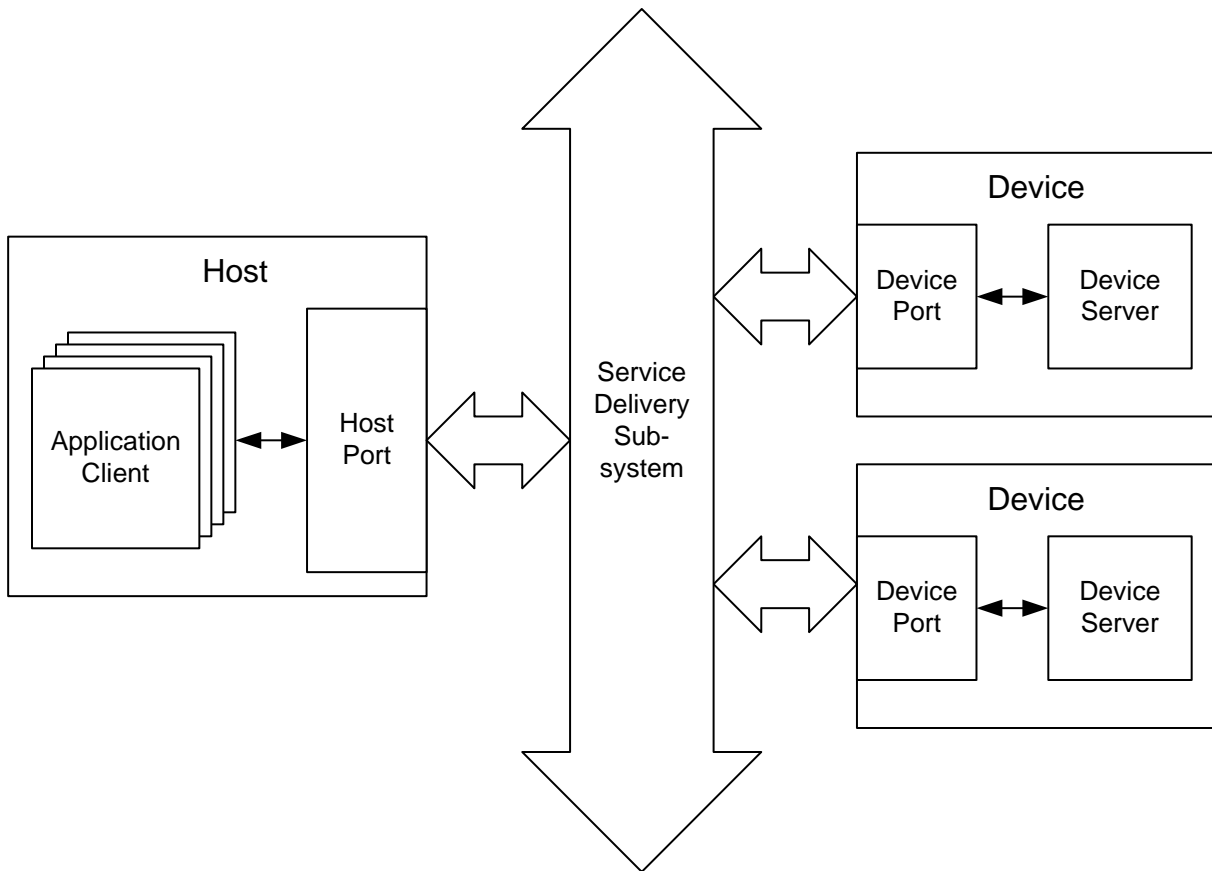 Host
Application
Client
Host
Port
Service
Delivery
Sub-
system
Device
Device
Port
Device
Server
Device
Device
Port
Device
Server